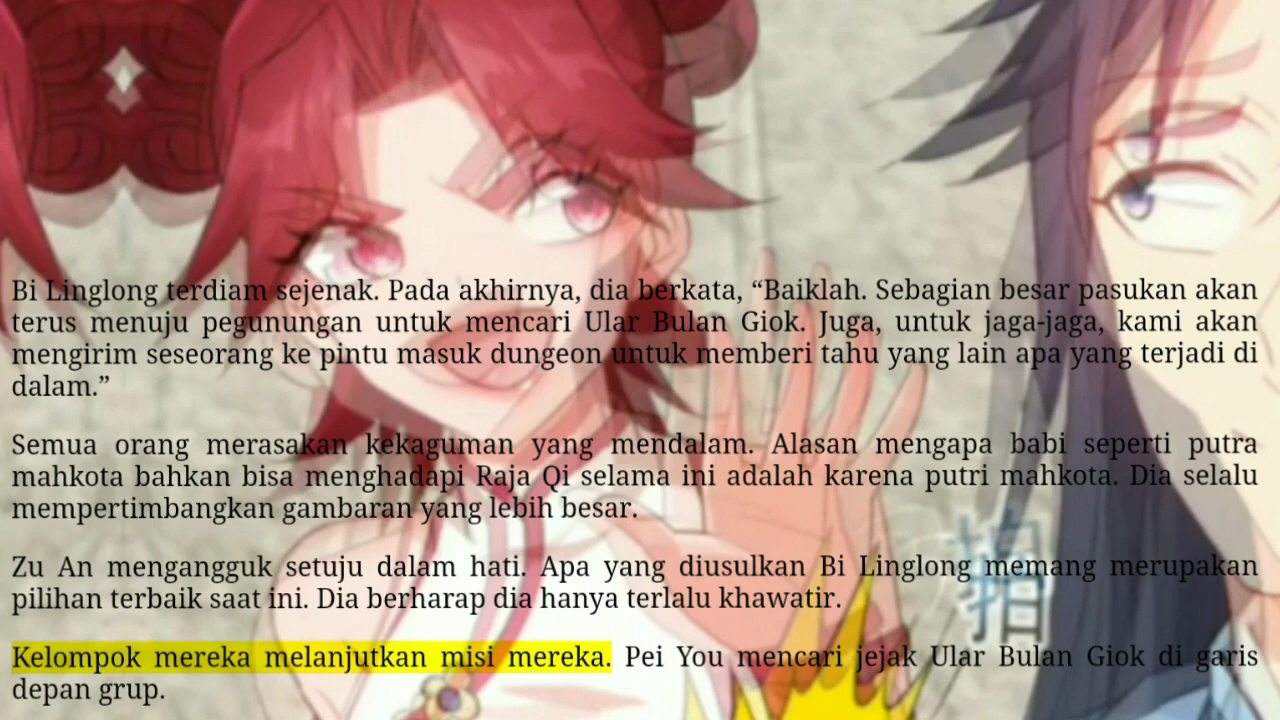 Bi Linglong terdiam sejenak. Pada akhirnya, dia berkata, “Baiklah. Sebagian besar pasukan akan
terus menuju pegunungan untuk mencari Ular Bulan Giok. Juga, untuk jaga-jaga, kami akan
mengirim seseorang ke pintu masuk dungeon untuk memberi tahu yang lain apa yang terjadi di
dalam.”
Semua orang merasakan kekaguman yang mendalam. Alasan mengapa babi seperti putra
mahkota bahkan bisa menghadapi Raja Qi selama ini adalah karena putri mahkota. Dia selalu
mempertimbangkan gambaran yang lebih besar.
Zu An mengangguk setuju dalam hati. Apa yang diusulkan Bi Linglong memang merupakan
pilihan terbaik saat ini. Dia berharap dia hanya terlalu khawatir.
拍
Kelompok mereka melanjutkan misi mereka. Pei You mencari jejak Ular Bulan Giok di garis
depan grup.